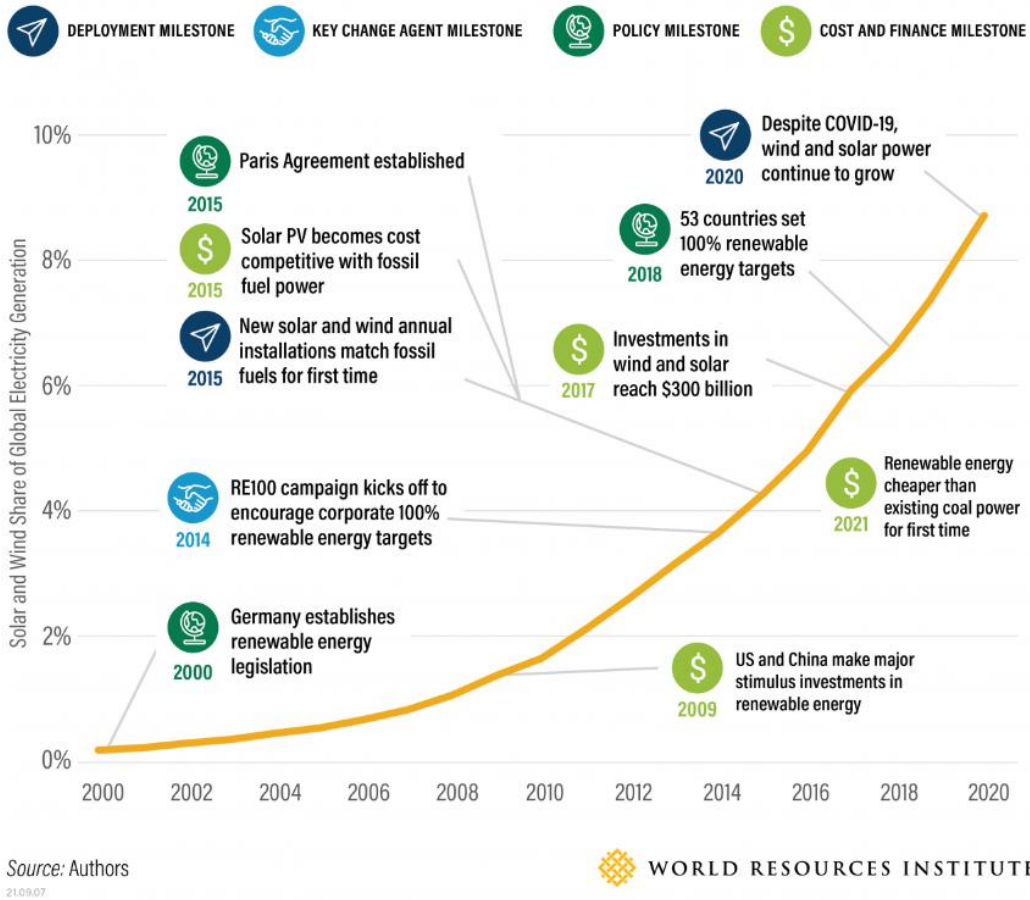 DEPLOYMENT MILESTONE
KEY CHANGE AGENT MILESTONE
POLICY MILESTONE
$
COST AND FINANCE MILESTONE
Solar and Wind Share of Global Electricity Generation
10%
8%
6%
4%
2%
0%
2015
Paris Agreement established
$
2015
Solar PV becomes cost
competitive with fossil
fuel power
2015
New solar and wind annual
installations match fossil
fuels for first time
2014
RE100 campaign kicks off to
encourage corporate 100%
renewable energy targets
2000
Germany establishes
renewable energy
legislation
2020
Despite COVID-19,
wind and solar power
continue to grow
2018
53 countries set
100% renewable
energy targets
$
2017
Investments in
wind and solar
reach $300 billion
$
2021
Renewable energy
cheaper than
existing coal power
for first time
$
2009
US and China make major
stimulus investments in
renewable energy
2000 2002 2004 2006 2008 2010 2012 2014 2016 2018 2020
Source: Authors
21.09.07
WORLD RESOURCES INSTITUTE